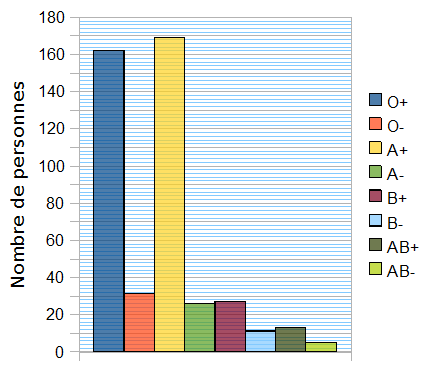 Nombre de personnes
180
160
140
120
100
80
60
40
20
0
O+
O-
A+
A-
B+
B-
AB+
AB-